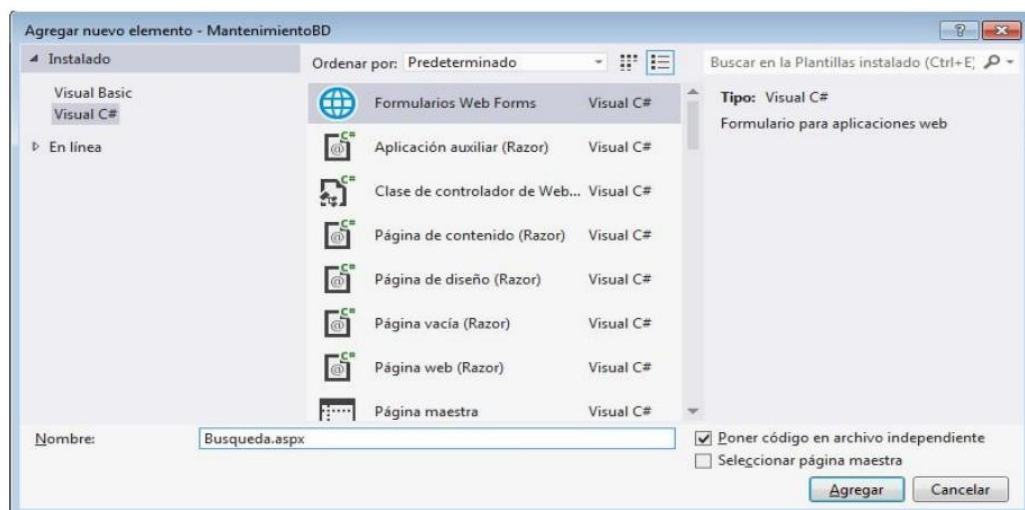 Agregar nuevo elemento - MantenimientoBD
Instalado
Visual Basic
Visual C#
En línea
Ordenar por: Predeterminado
Formularios Web Forms Visual C#
Aplicación auxiliar (Razor) Visual C#
Clase de controlador de Web... Visual C#
Página de contenido (Razor) Visual C#
Página de diseño (Razor) Visual C#
Página vacía (Razor) Visual C#
Página web (Razor) Visual C#
Página maestra Visual C#
Buscar en la Plantillas instalado (Ctrl+E)
Tipo: Visual C#
Formulario para aplicaciones web
Nombre: Busqueda.aspx
Poner código en archivo independiente
Seleccionar página maestra
Agregar Cancelar